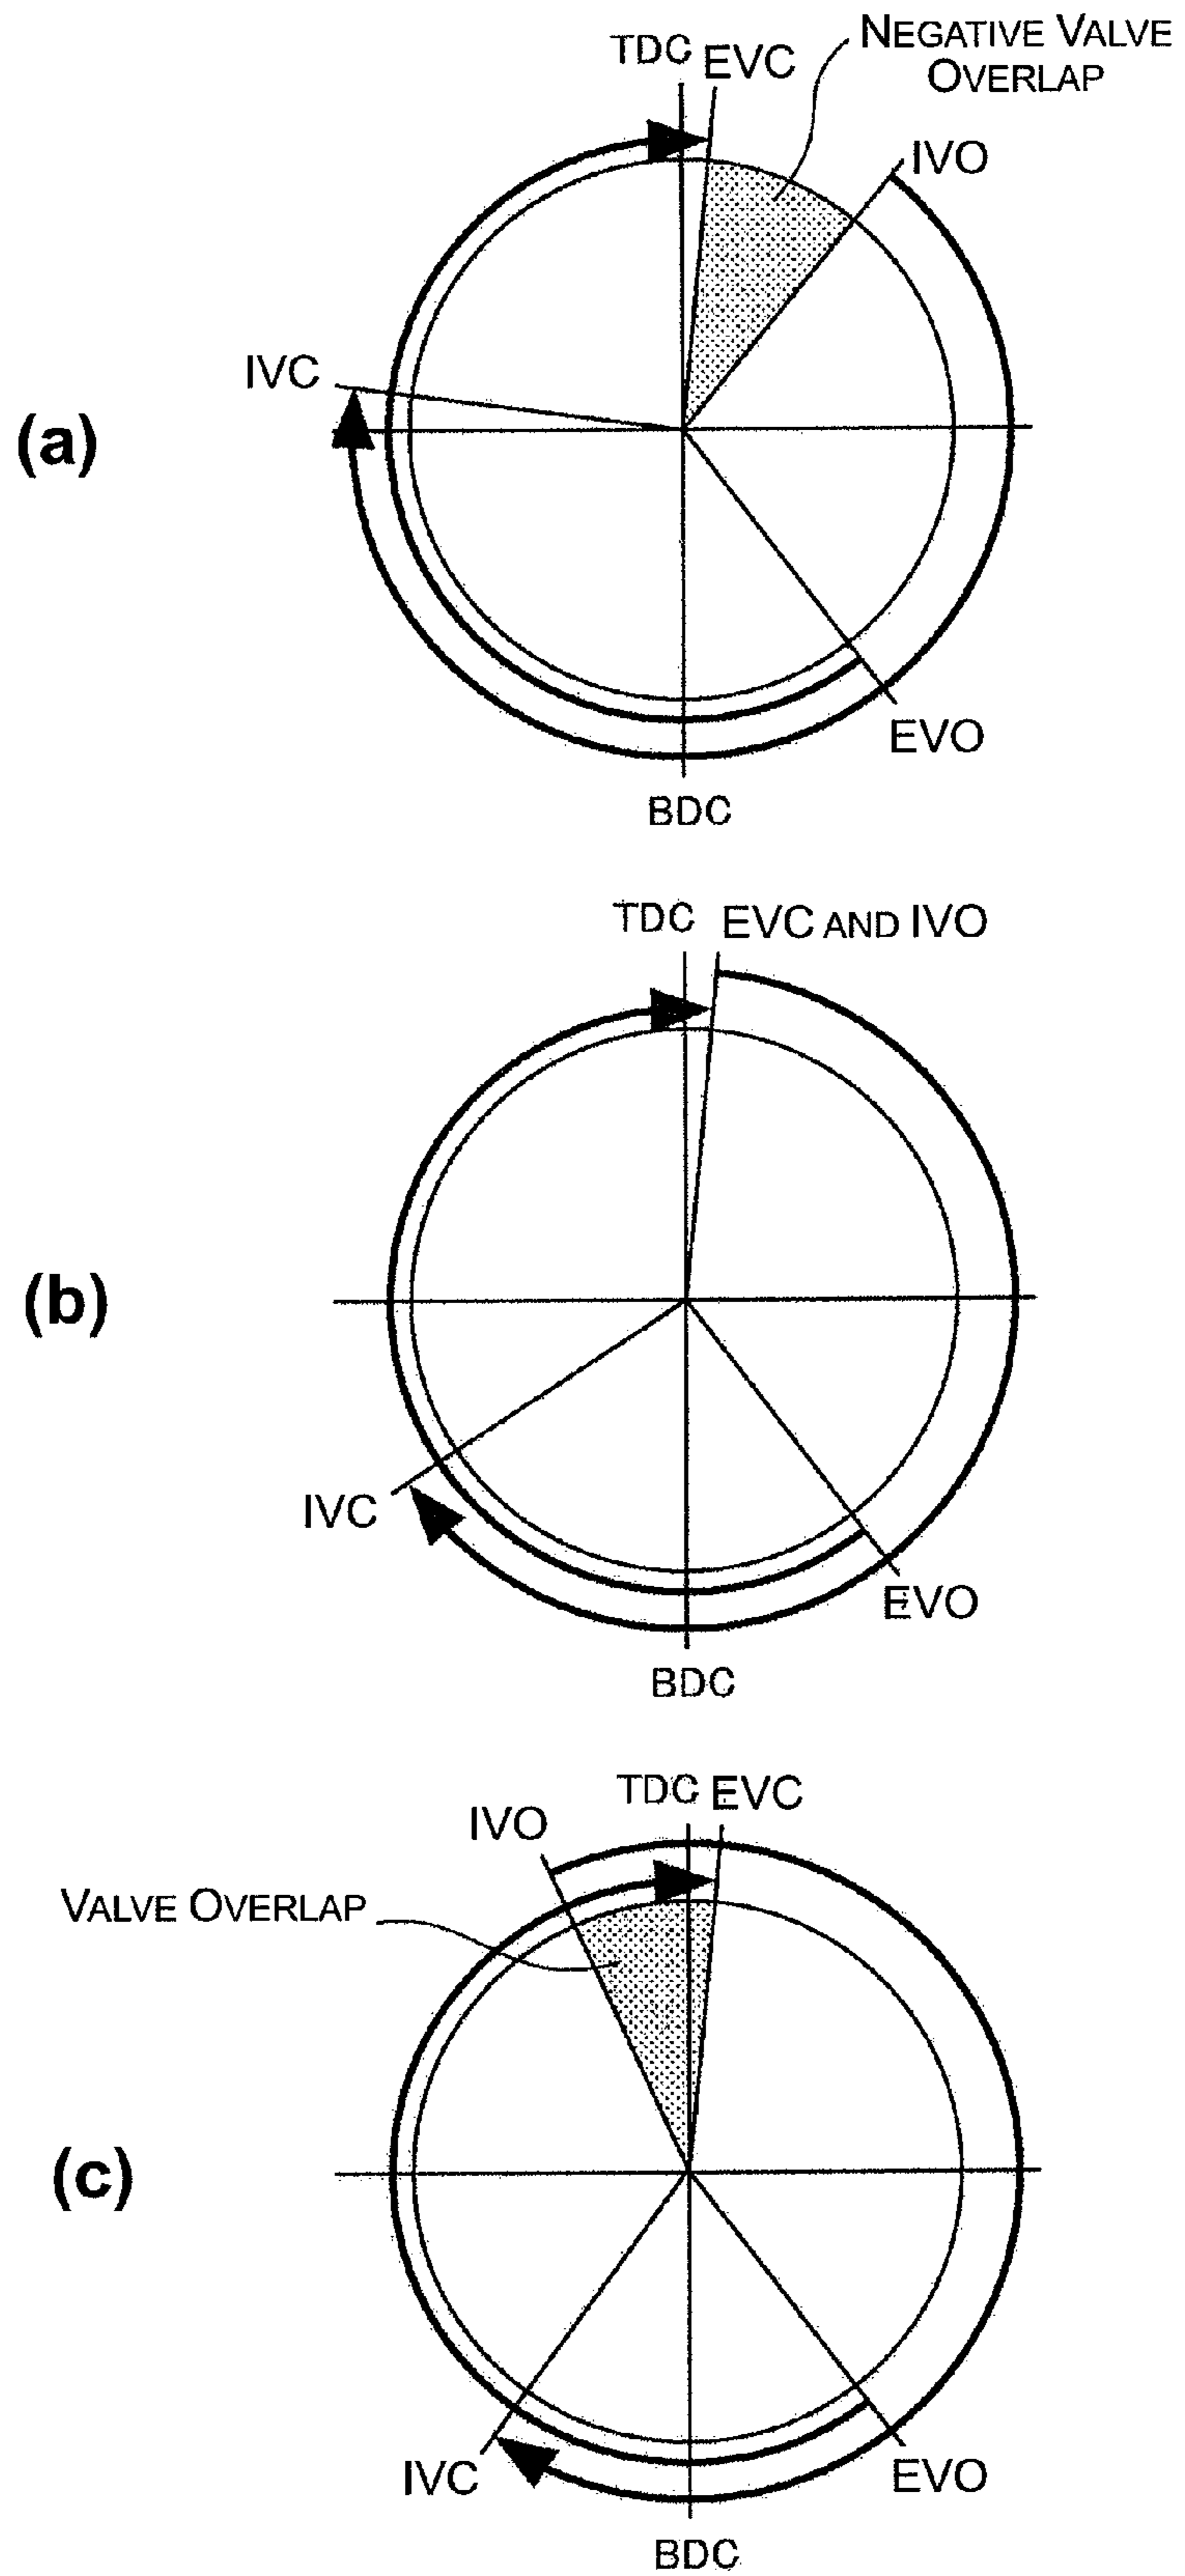 TDC EVC
NEGATIVE VALVE
OVERLAP
IVO
IVC
(a)
EVO
BDC
TDC EVC AND IVO
(b)
IVC
EVO
BDC
TDC EVC
IVO
VALVE OVERLAP
(c)
IVC
EVO
BDC